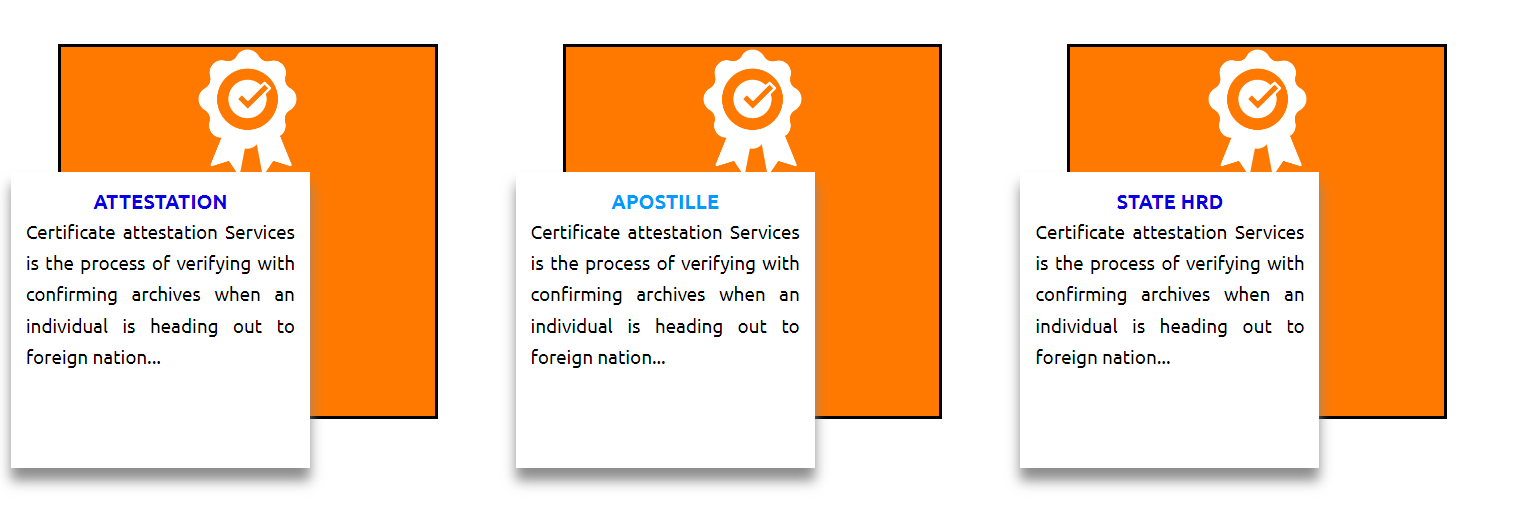 ATTESTATION
Certificate attestation Services
is the process of verifying with
confirming archives when an
individual is heading out to
foreign nation...
APOSTILLE
Certificate attestation Services
is the process of verifying with
confirming archives when an
individual is heading out to
foreign nation...
STATE HRD
Certificate attestation Services
is the process of verifying with
confirming archives when an
individual is heading out to
foreign nation...